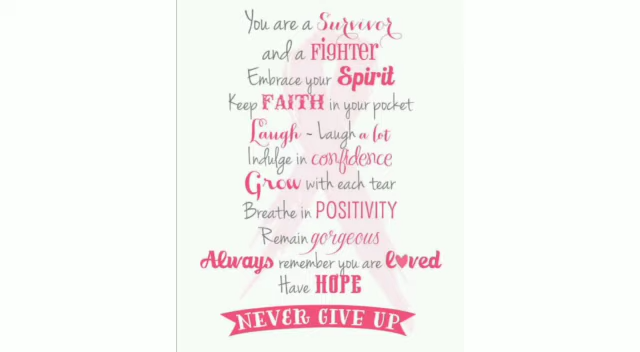 You are a Survivor
and a FiGHTER
Embrace your Spirit
Keep FAITH in your pocket
Laugh ~ Laugh a lot
Indulge in confidence
Grow with each tear
Breathe in POSITIVITY
Remain gorgeous
Always remember you are loved
Have HOPE
NEVER GIVE UP